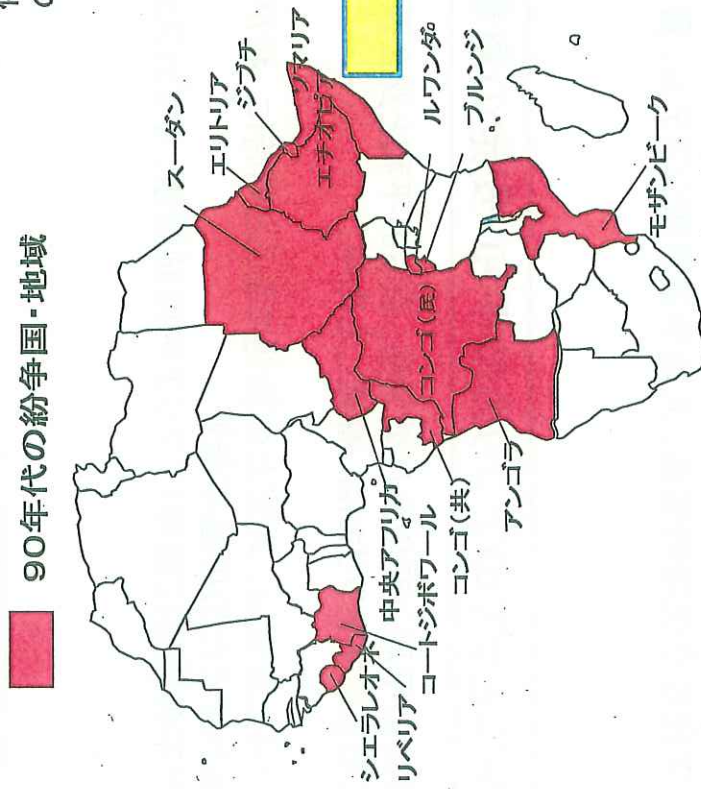 90年代の紛争国・地域
スーダン
エリトリア
ジブチ
ソマリア
エチオピア
ルワンダ
ブルンジ
コンゴ(民)
モザンビーク
アンゴラ
コンゴ(共)
中央アフリカ
コートジボワール
リベリア
シエラレオネ